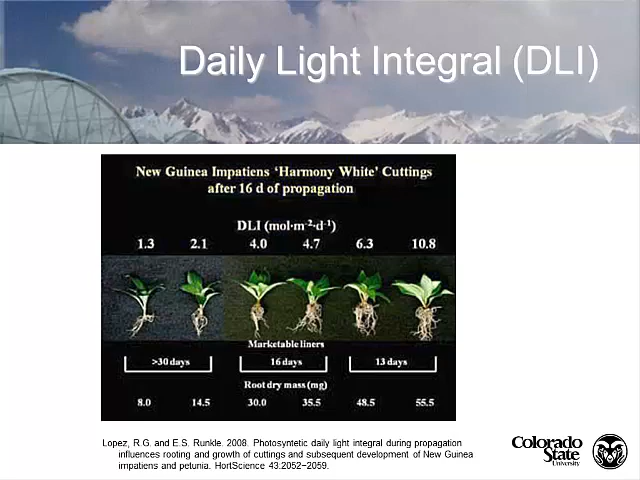 Daily Light Integral (DLI)
New Guinea Impatiens ‘Harmony White’ Cuttings
after 16 d of propagation
DLI (mol·m-2·d-1)
1.3 2.1 4.0 4.7 6.3 10.8
Marketable liners
>30 days 16 days 13 days
Root dry mass (mg)
8.0 14.5 30.0 35.5 48.5 55.5
Lopez, R.G. and E.S. Runkle. 2008. Photosyntetic daily light integral during propagation
influences rooting and growth of cuttings and subsequent development of New Guinea
impatiens and petunia. HortScience 43:2052–2059.
Colorado
State
University